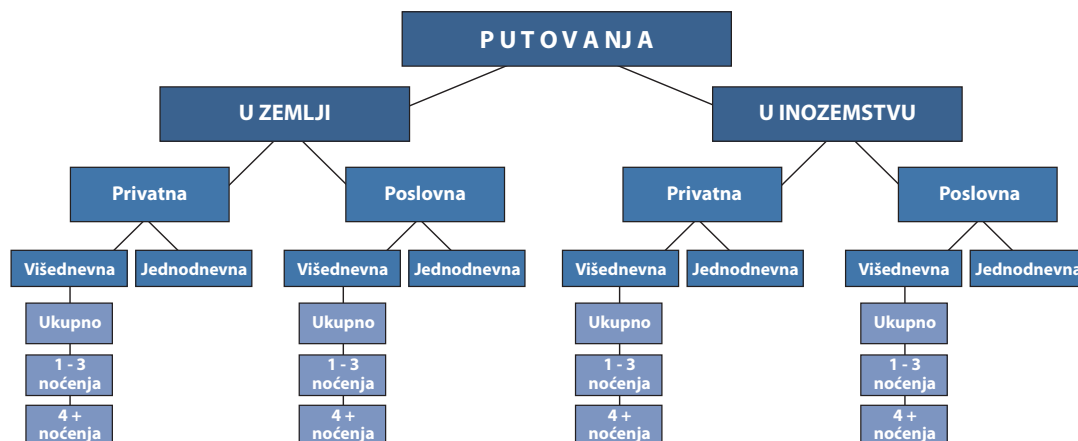 PUTOVANJA
U ZEMLJI
U INOZEMSTVU
Privatna
Poslovna
Privatna
Poslovna
Višednevna
Jednodnevna
Višednevna
Jednodnevna
Višednevna
Jednodnevna
Višednevna
Jednodnevna
Ukupno
Ukupno
Ukupno
Ukupno
1 - 3
noćenja
1 - 3
noćenja
1 - 3
noćenja
1 - 3
noćenja
4 +
noćenja
4 +
noćenja
4 +
noćenja
4 +
noćenja